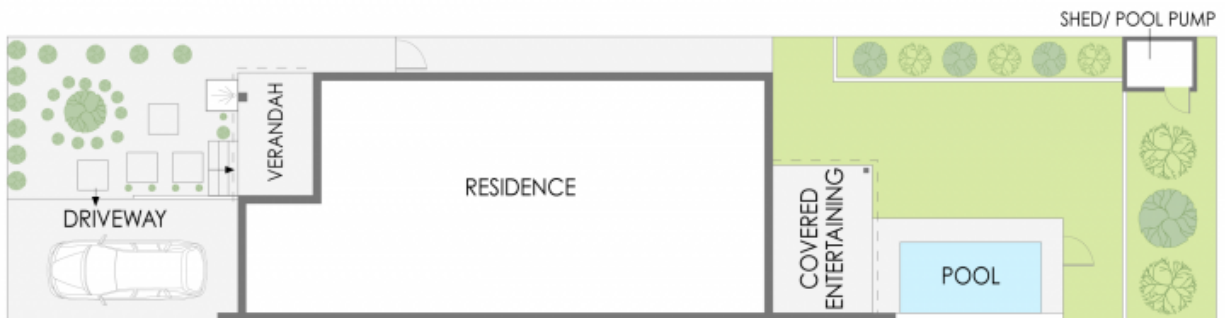 SHED/ POOL PUMP
VERANDAH
RESIDENCE
DRIVEWAY
COVERED
ENTERTAINING
POOL